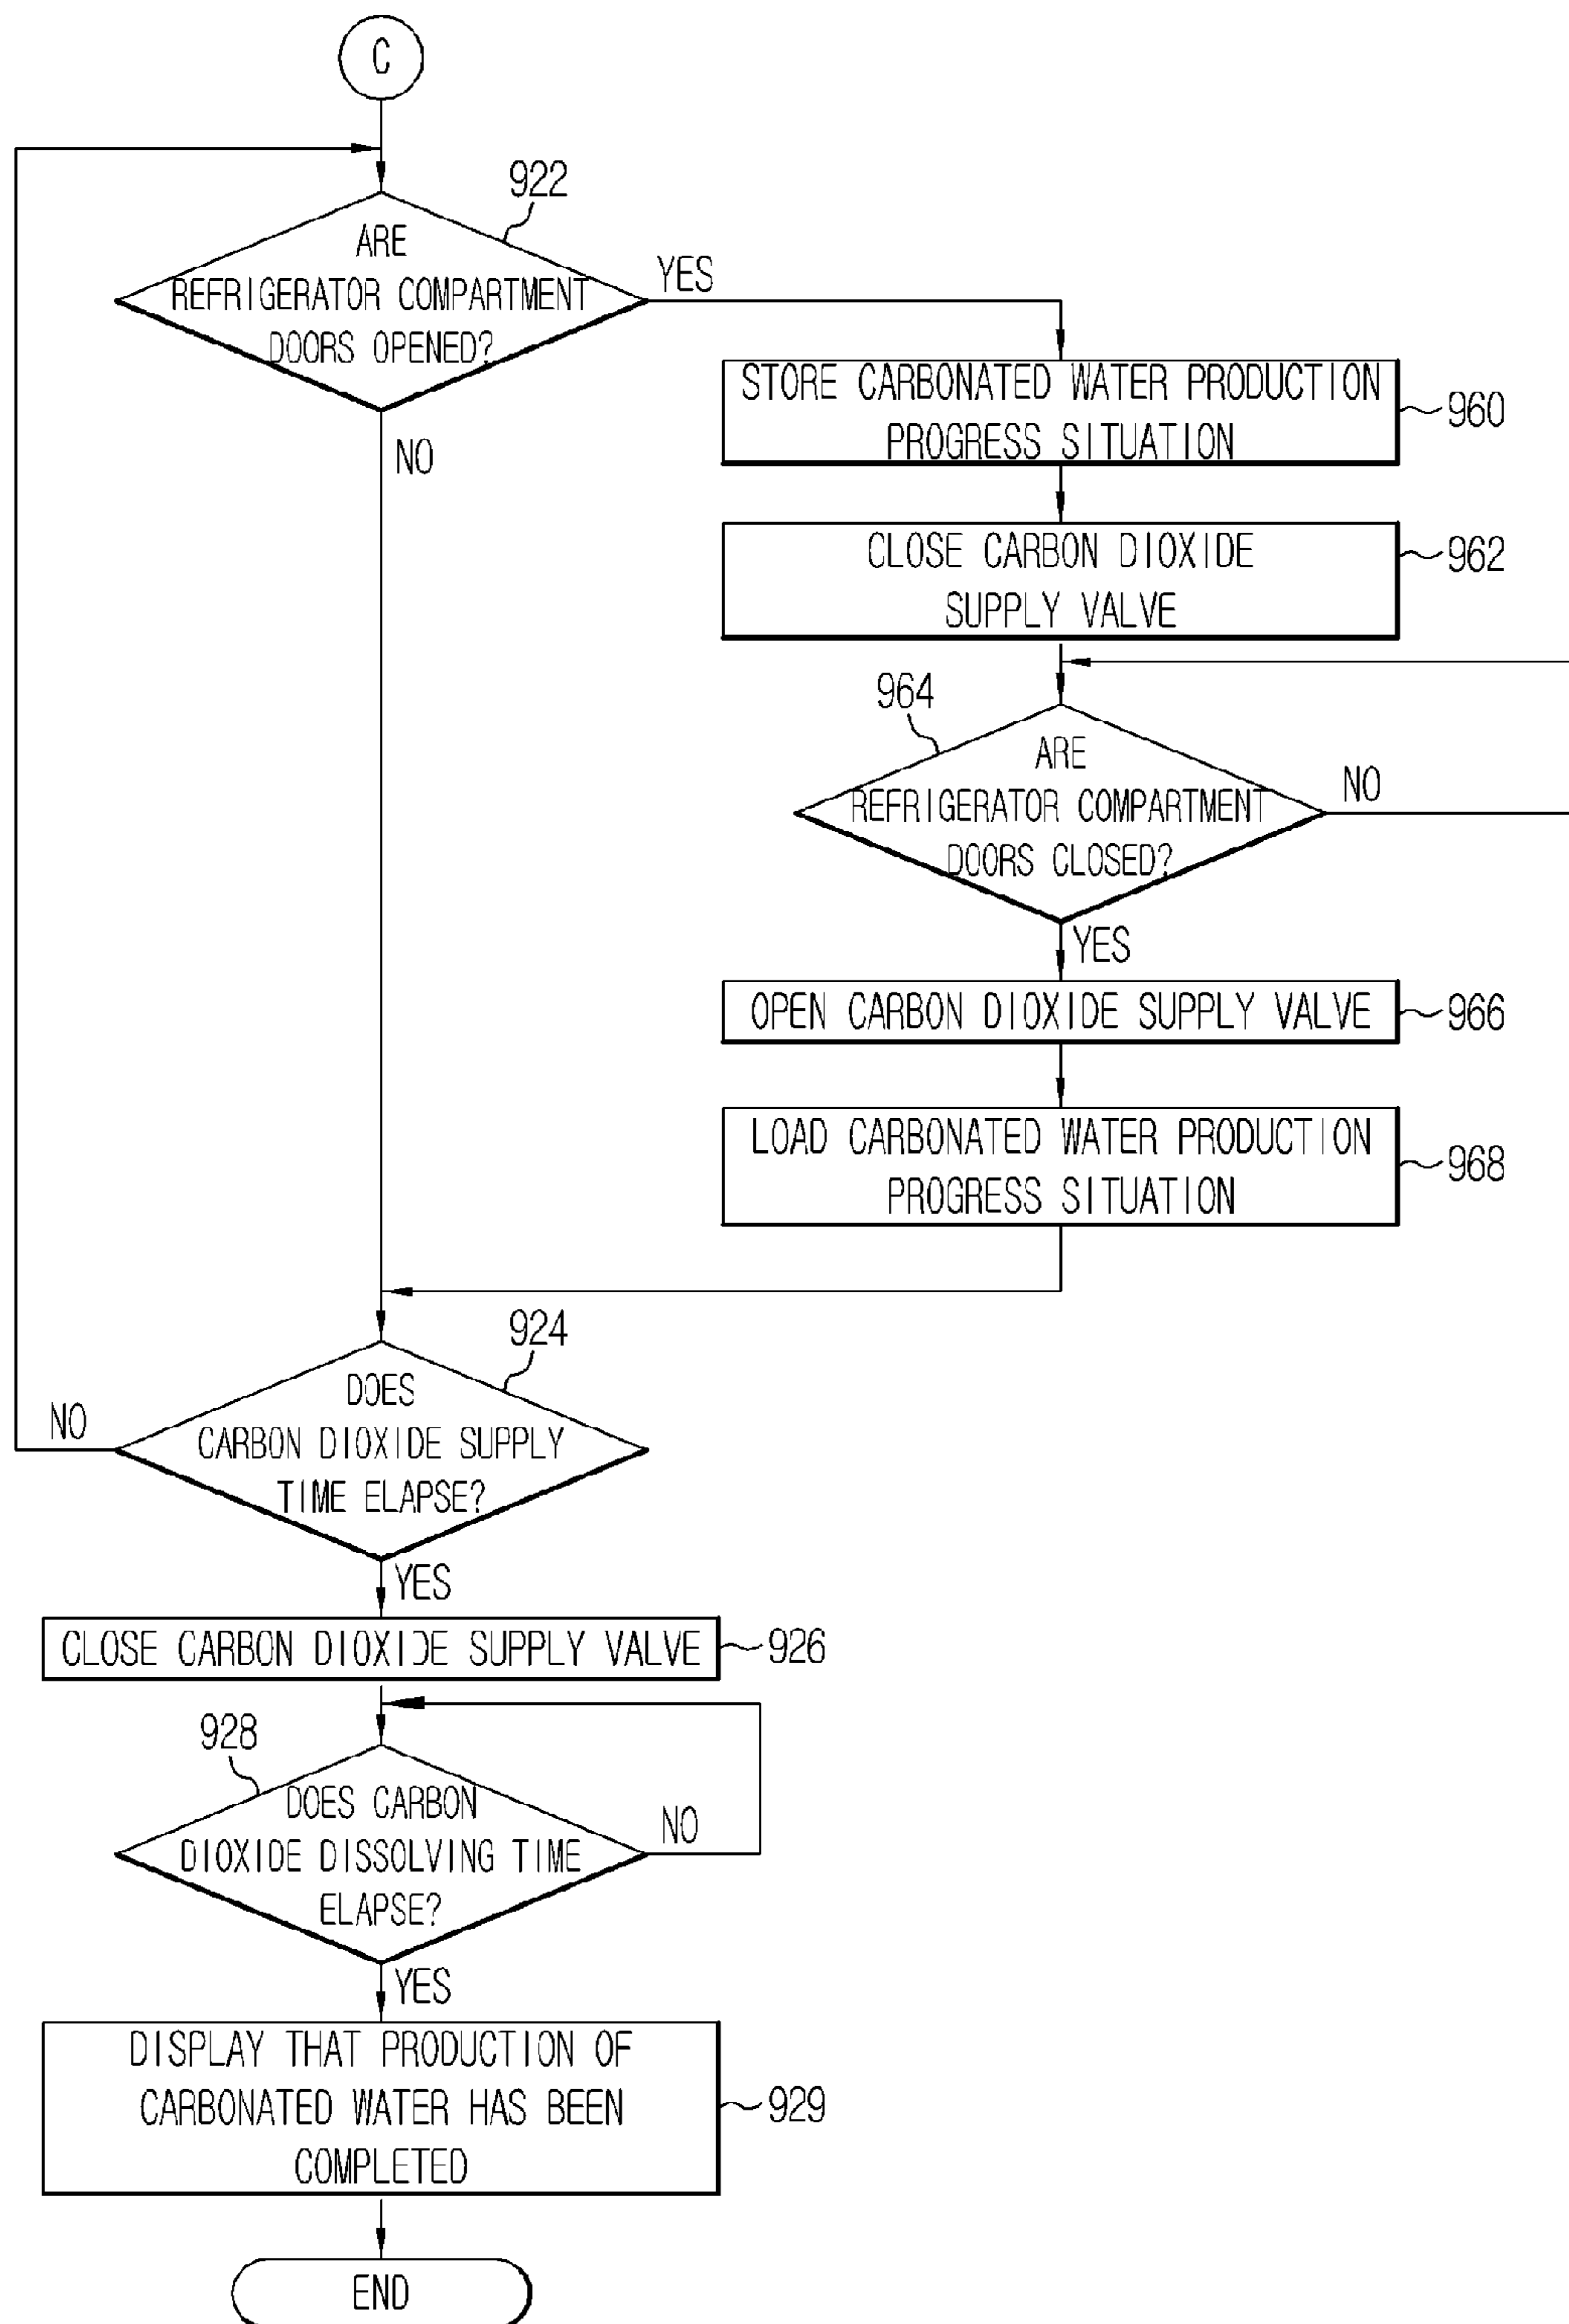 C
922
ARE
REFRIGERATOR COMPARTMENT
DOORS OPENED?
YES
NO
STORE CARBONATED WATER PRODUCTION
PROGRESS SITUATION
960
CLOSE CARBON DIOXIDE
SUPPLY VALVE
962
964
ARE
REFRIGERATOR COMPARTMENT
DOORS CLOSED?
NO
YES
OPEN CARBON DIOXIDE SUPPLY VALVE
966
LOAD CARBONATED WATER PRODUCTION
PROGRESS SITUATION
968
924
DOES
CARBON DIOXIDE SUPPLY
TIME ELAPSE?
NO
YES
CLOSE CARBON DIOXIDE SUPPLY VALVE
926
928
DOES CARBON
DIOXIDE DISSOLVING TIME
ELAPSE?
NO
YES
DISPLAY THAT PRODUCTION OF
CARBONATED WATER HAS BEEN
COMPLETED
929
END